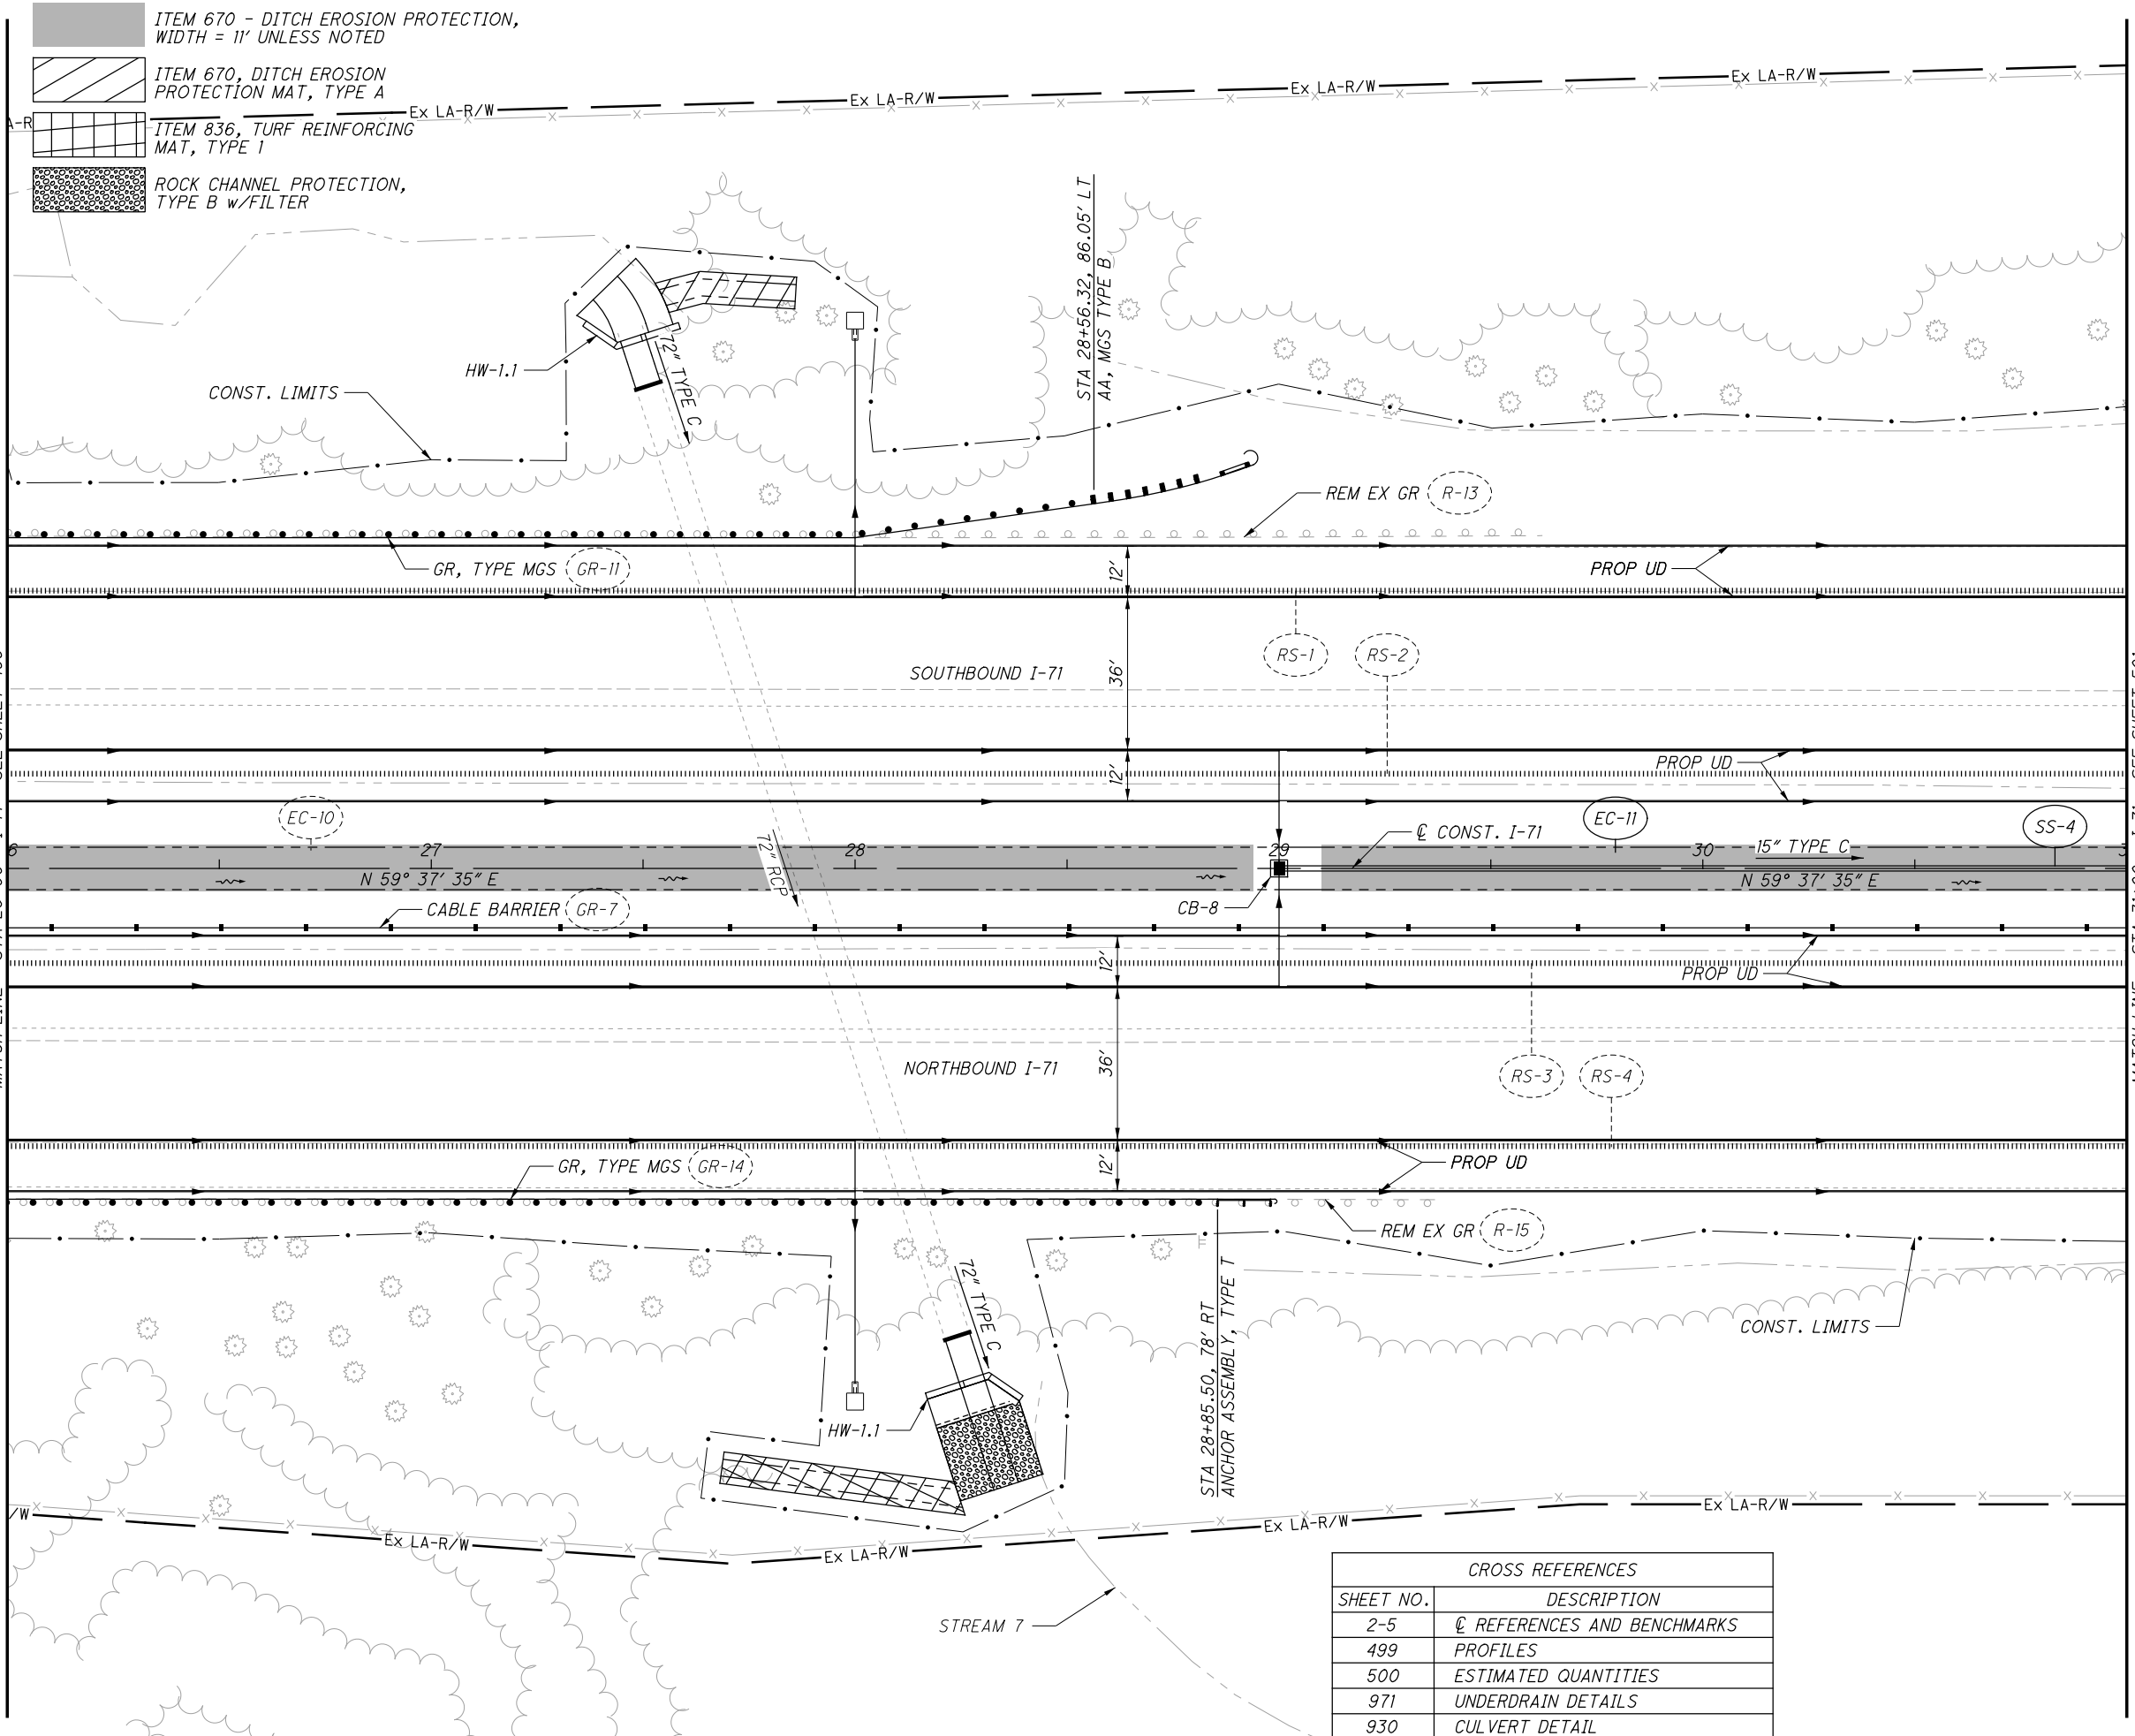 ITEM 670 - DITCH EROSION PROTECTION,
WIDTH = 11' UNLESS NOTED
ITEM 670, DITCH EROSION
PROTECTION MAT, TYPE A
ITEM 836, TURF REINFORCING
MAT, TYPE 1
ROCK CHANNEL PROTECTION,
TYPE B w/FILTER
Ex LA-R/W
Ex LA-R/W
Ex LA-R/W
Ex LA-R/W
STA 28+56.32, 86.05' LT
AA, MGS TYPE B
HW-1.1
72" TYPE C
CONST. LIMITS
REM EX GR R-13
GR, TYPE MGS GR-11
12'
PROP UD
RS-1
RS-2
SOUTHBOUND I-71
36'
12'
PROP UD
EC-10
EC-11
SS-4
℄ CONST. I-71
27
28
29
30
15" TYPE C
N 59° 37' 35" E
72" RCP
N 59° 37' 35" E
CABLE BARRIER GR-7
CB-8
12'
PROP UD
NORTHBOUND I-71
36'
RS-3
RS-4
GR, TYPE MGS GR-14
12'
PROP UD
REM EX GR R-15
72" TYPE C
STA 28+85.50, 78' RT
ANCHOR ASSEMBLY, TYPE T
CONST. LIMITS
HW-1.1
Ex LA-R/W
Ex LA-R/W
Ex LA-R/W
Ex LA-R/W
STREAM 7
CROSS REFERENCES
SHEET NO. DESCRIPTION
2-5 ℄ REFERENCES AND BENCHMARKS
499 PROFILES
500 ESTIMATED QUANTITIES
971 UNDERDRAIN DETAILS
930 CULVERT DETAIL